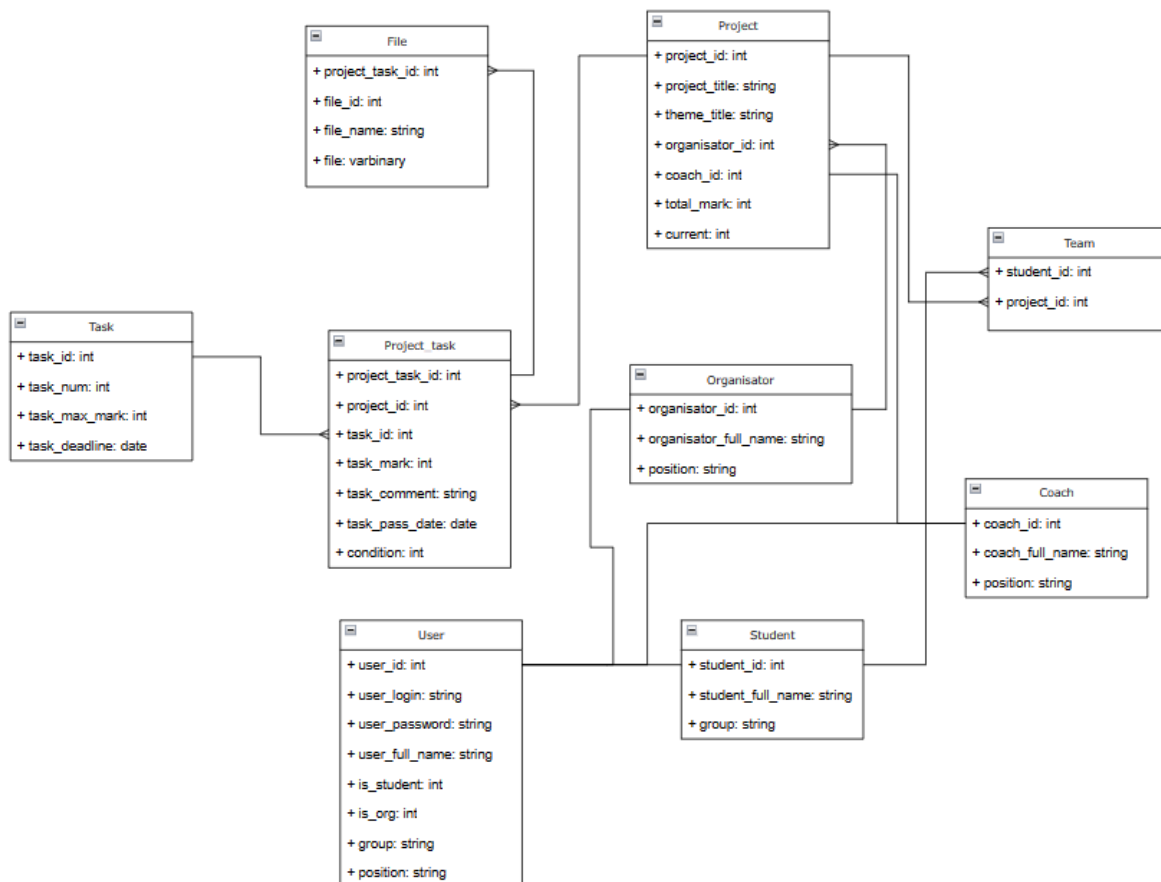 File
+ project_task_id: int
+ file_id: int
+ file_name: string
+ file: varbinary
Project
+ project_id: int
+ project_title: string
+ theme_title: string
+ organisator_id: int
+ coach_id: int
+ total_mark: int
+ current: int
Team
+ student_id: int
+ project_id: int
Task
+ task_id: int
+ task_num: int
+ task_max_mark: int
+ task_deadline: date
Project_task
+ project_task_id: int
+ project_id: int
+ task_id: int
+ task_mark: int
+ task_comment: string
+ task_pass_date: date
+ condition: int
Organisator
+ organisator_id: int
+ organisator_full_name: string
+ position: string
Coach
+ coach_id: int
+ coach_full_name: string
+ position: string
User
+ user_id: int
+ user_login: string
+ user_password: string
+ user_full_name: string
+ is_student: int
+ is_org: int
+ group: string
+ position: string
Student
+ student_id: int
+ student_full_name: string
+ group: string